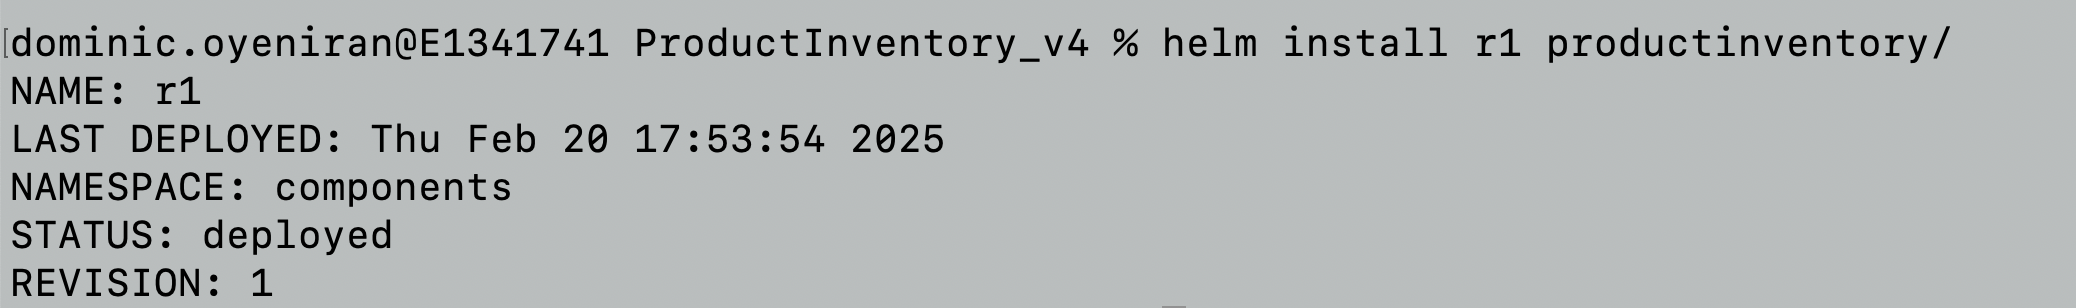 dominic.oyeniran@E1341741 ProductInventory_v4 % helm install r1 productinventory/
NAME: r1
LAST DEPLOYED: Thu Feb 20 17:53:54 2025
NAMESPACE: components
STATUS: deployed
REVISION: 1